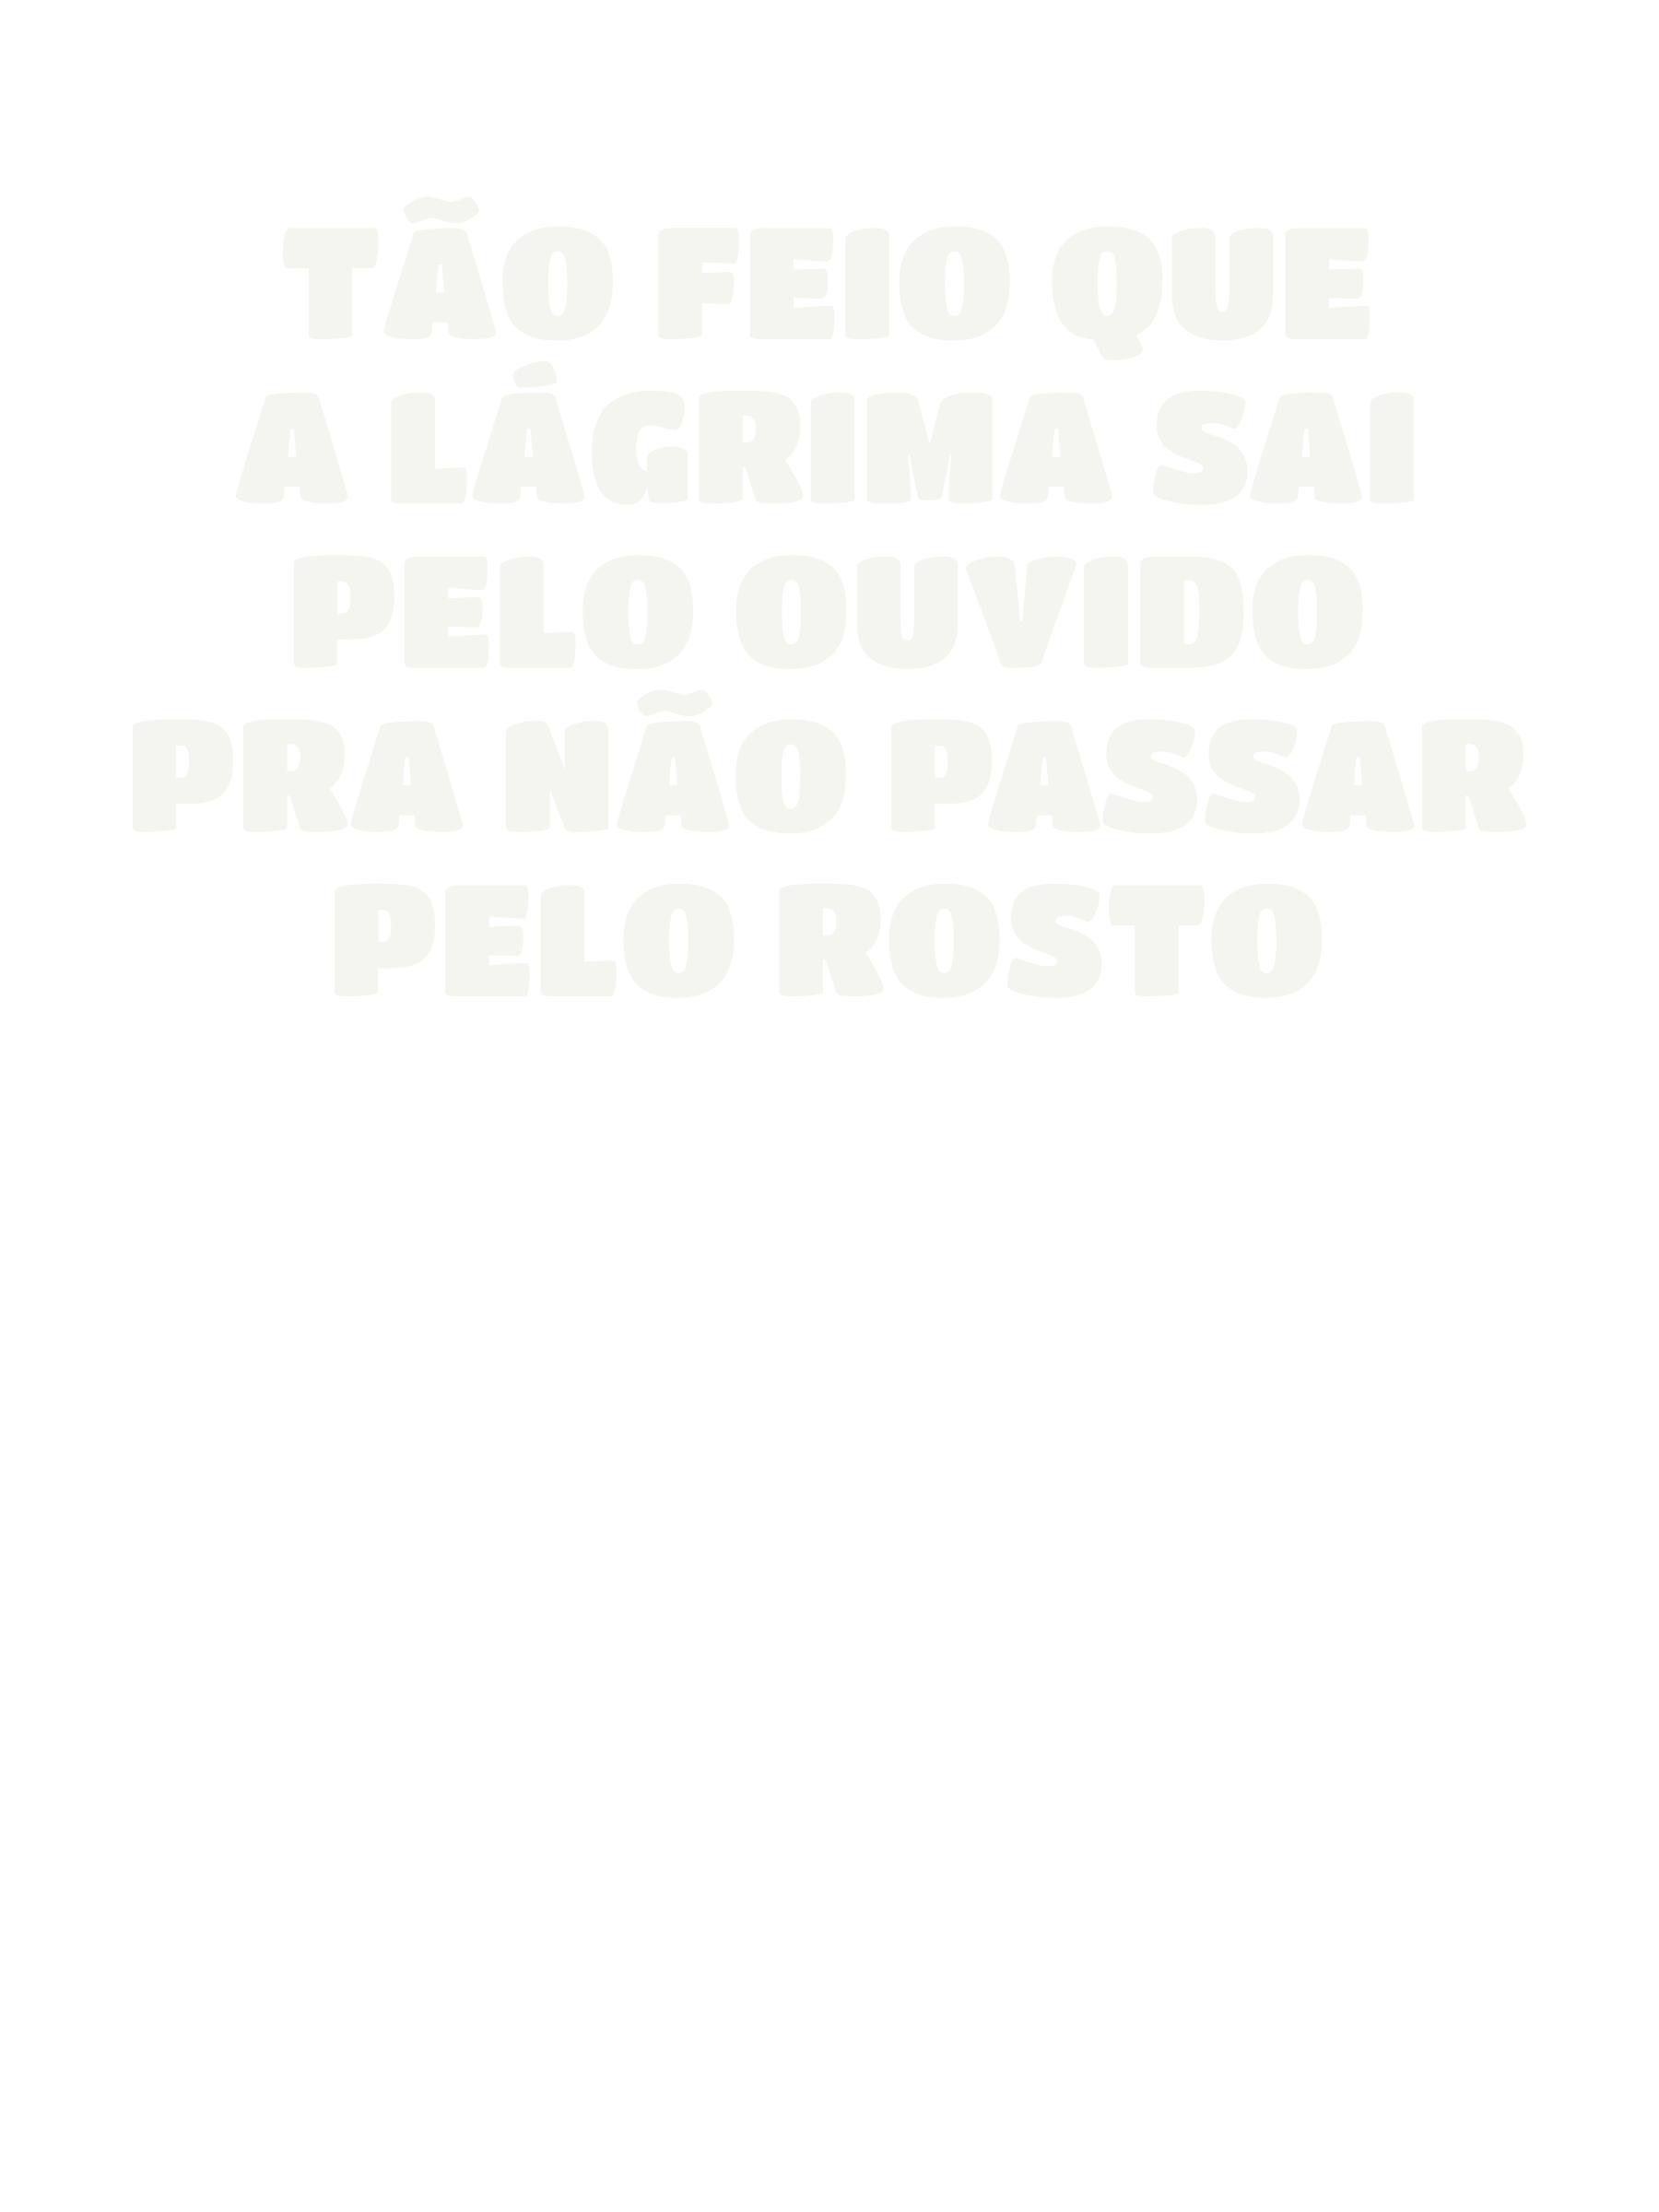 TÃO FEIO QUE
A LÁGRIMA SAI
PELO OUVIDO
PRA NÃO PASSAR
PELO ROSTO